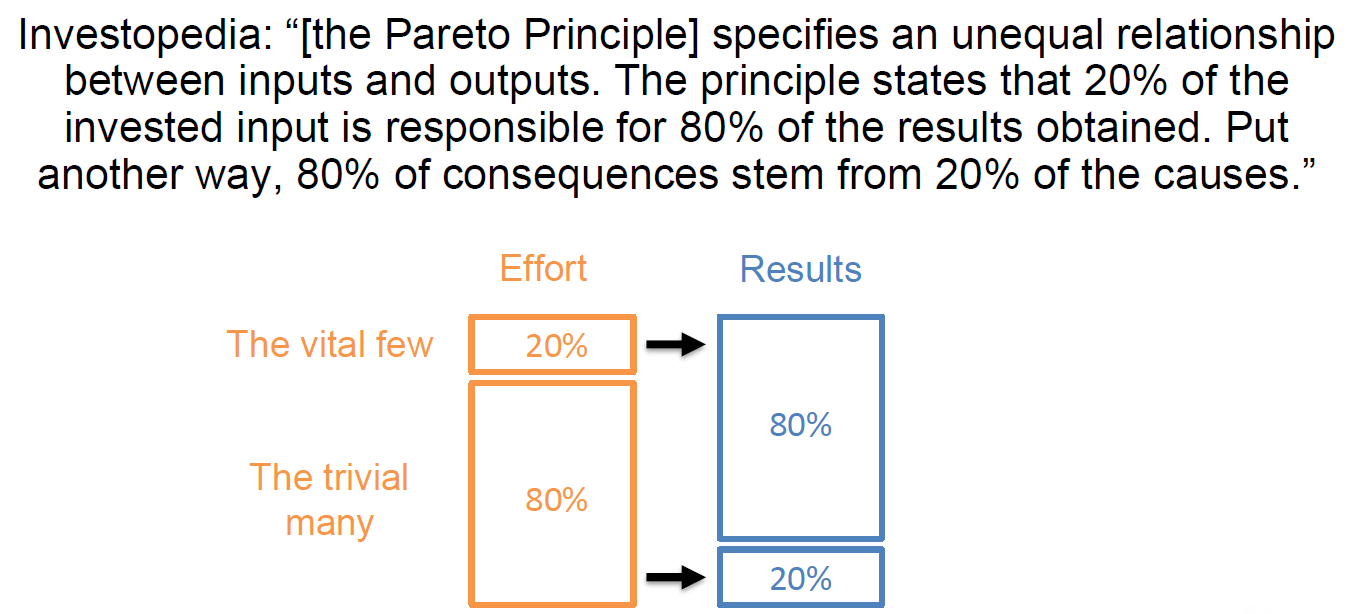 Investopedia: “[the Pareto Principle] specifies an unequal relationship
between inputs and outputs. The principle states that 20% of the
invested input is responsible for 80% of the results obtained. Put
another way, 80% of consequences stem from 20% of the causes.”
Effort
Results
The vital few
20%
80%
The trivial
many
80%
20%